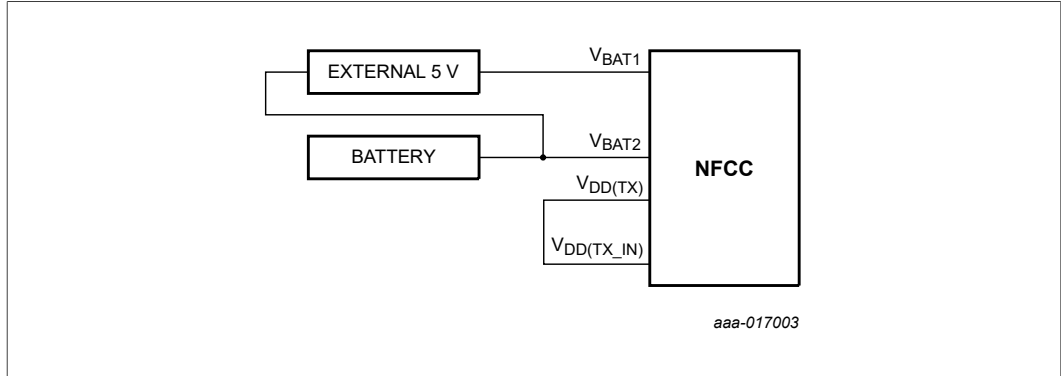 EXTERNAL 5 V
VBAT1
BATTERY
VBAT2
NFCC
VDD(TX)
VDD(TX_IN)
aaa-017003